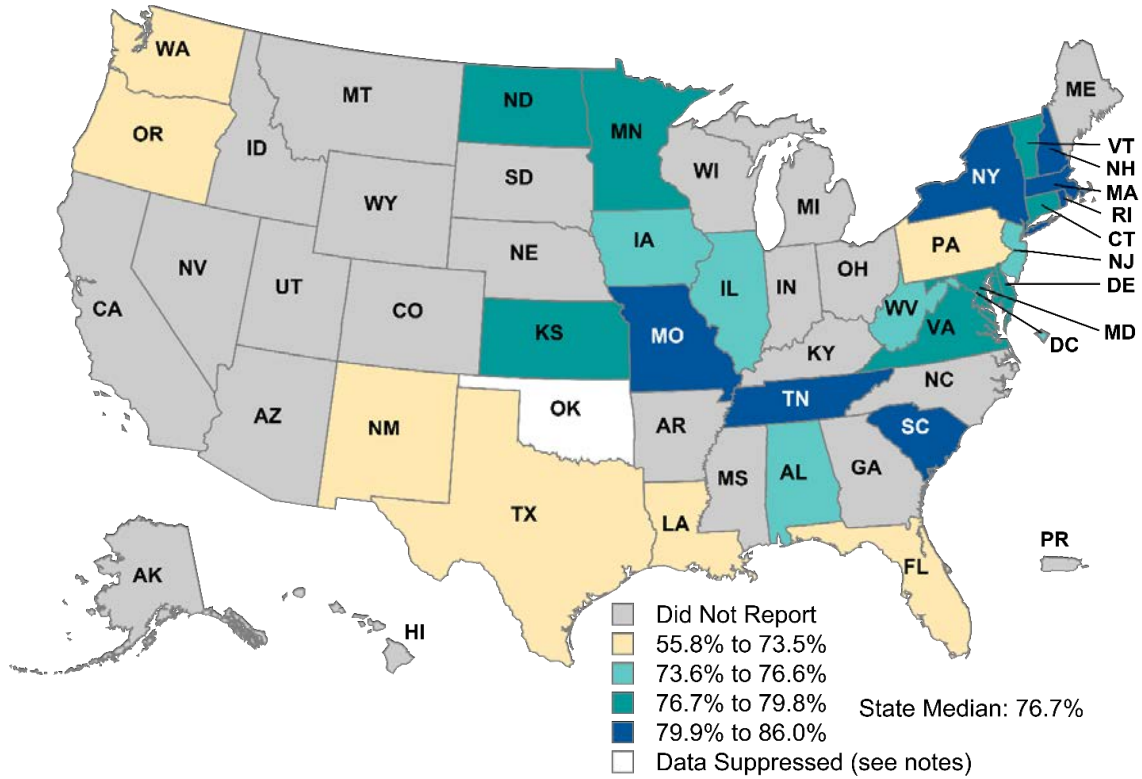 WA
MT
ND
MN
ME
OR
ID
SD
WI
VT
NH
WY
MI
NY
MA
RI
CT
NE
IA
PA
NJ
NV
UT
CO
IL
IN
OH
DE
CA
WV
VA
MD
KS
MO
KY
DC
NC
AZ
NM
OK
AR
TN
SC
MS
AL
GA
TX
LA
PR
FL
AK
HI
Did Not Report
55.8% to 73.5%
73.6% to 76.6%
76.7% to 79.8%
State Median: 76.7%
79.9% to 86.0%
Data Suppressed (see notes)